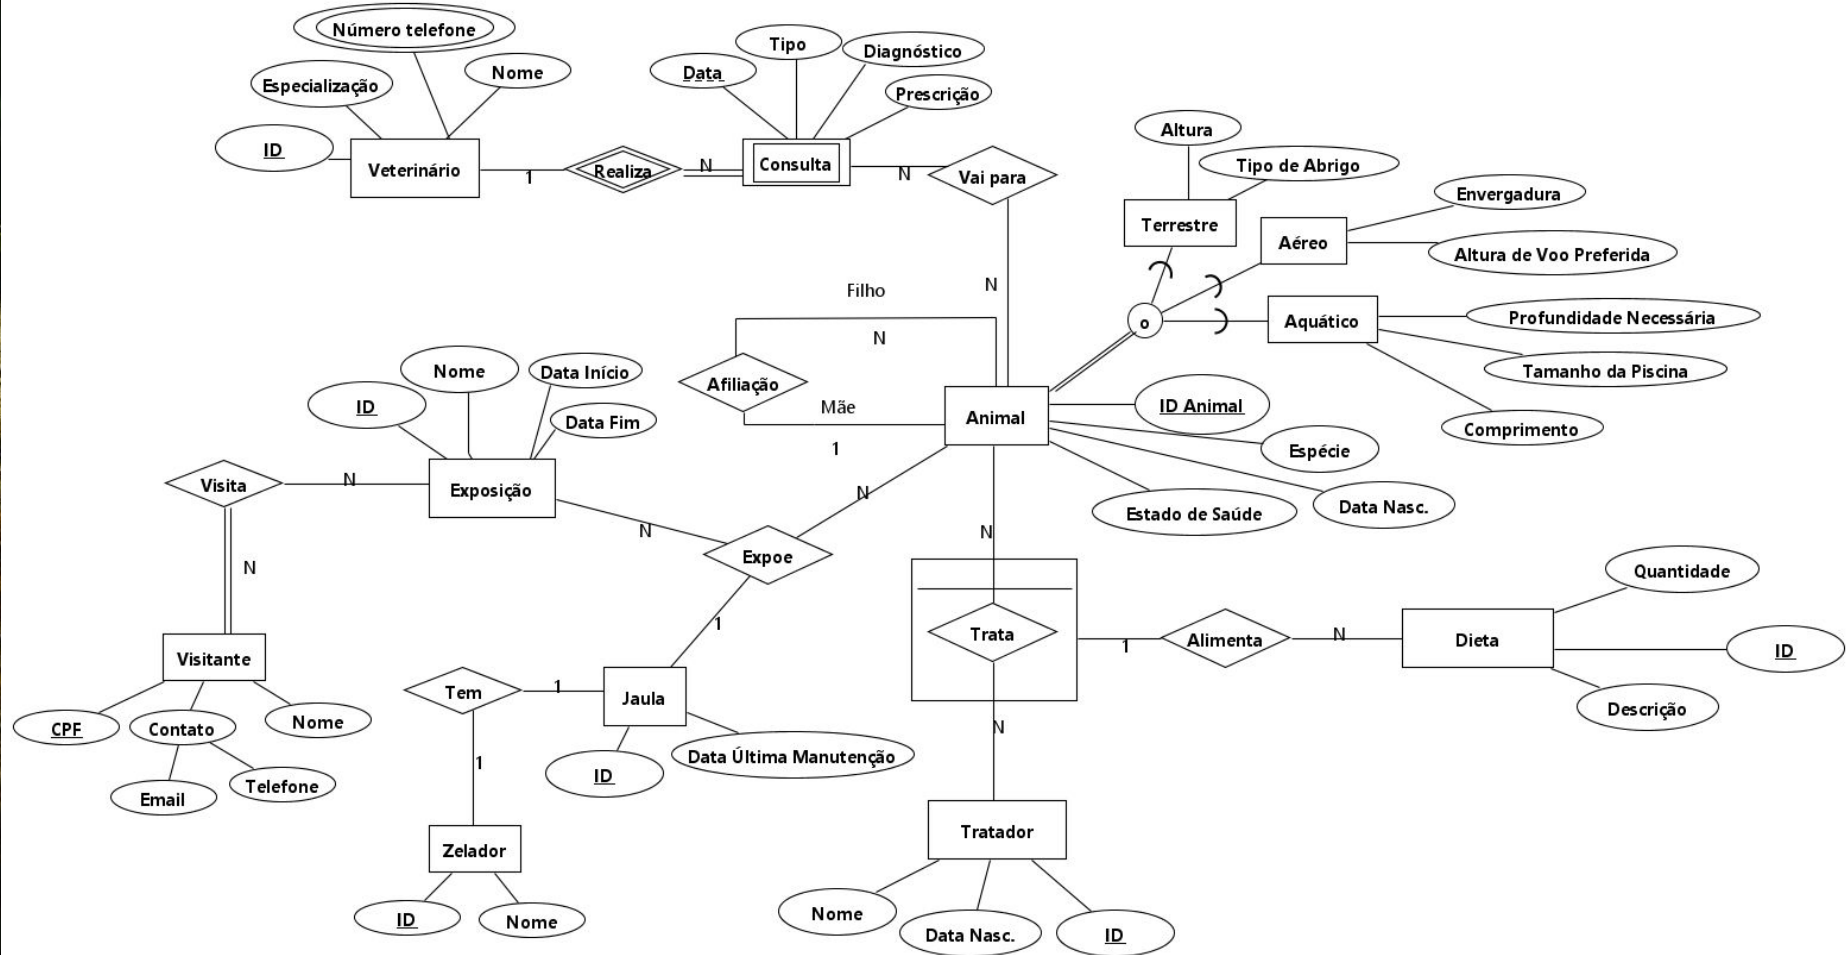 Número telefone
Especialização
Nome
ID
Veterinário
1
Realiza
N
Data
Tipo
Diagnóstico
Prescrição
Consulta
N
Vai para
N
Altura
Tipo de Abrigo
Terrestre
Envergadura
Aéreo
Altura de Voo Preferida
o
Aquático
Profundidade Necessária
Tamanho da Piscina
Comprimento
Filho
N
Afiliação
Mãe
1
Animal
ID Animal
Espécie
Data Nasc.
Estado de Saúde
ID
Nome
Data Início
Data Fim
Exposição
N
Visita
N
N
N
Expoe
1
Visitante
CPF
Contato
Nome
Email
Telefone
Tem
1
Jaula
ID
Data Última Manutenção
1
Zelador
ID
Nome
N
Trata
N
1
Alimenta
N
Dieta
Quantidade
ID
Descrição
Tratador
Nome
Data Nasc.
ID